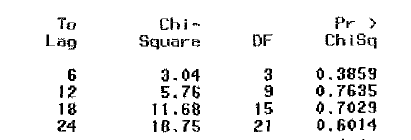 To Chi- Pr >
Lag Square DF ChiSq
6 3.04 3 0.3859
12 5.76 9 0.7635
18 11.68 15 0.7029
24 18.75 21 0.6014